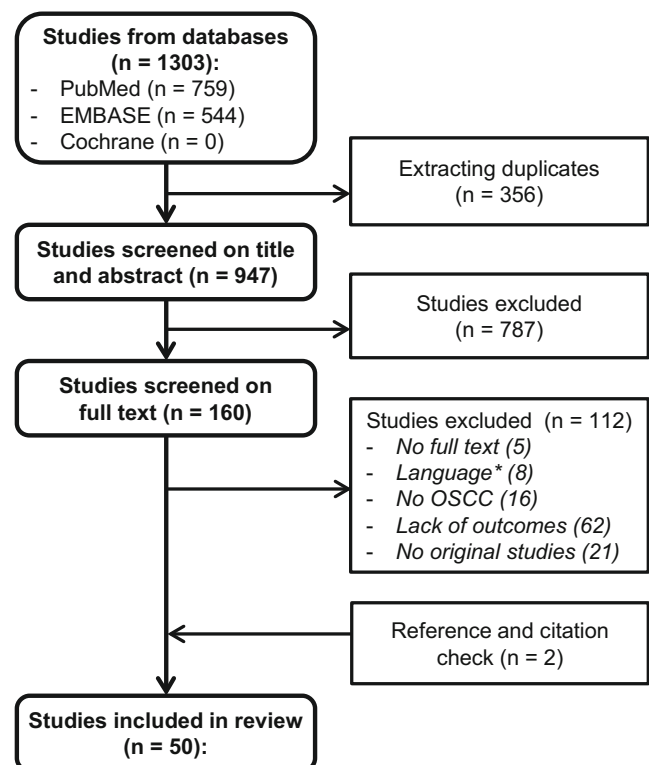 Studies from databases
(n = 1303):
- PubMed (n = 759)
- EMBASE (n = 544)
- Cochrane (n = 0)
Extracting duplicates
(n = 356)
Studies screened on title
and abstract (n = 947)
Studies excluded
(n = 787)
Studies screened on
full text (n = 160)
Studies excluded (n = 112)
- No full text (5)
- Language* (8)
- No OSCC (16)
- Lack of outcomes (62)
- No original studies (21)
Reference and citation
check (n = 2)
Studies included in review
(n = 50):